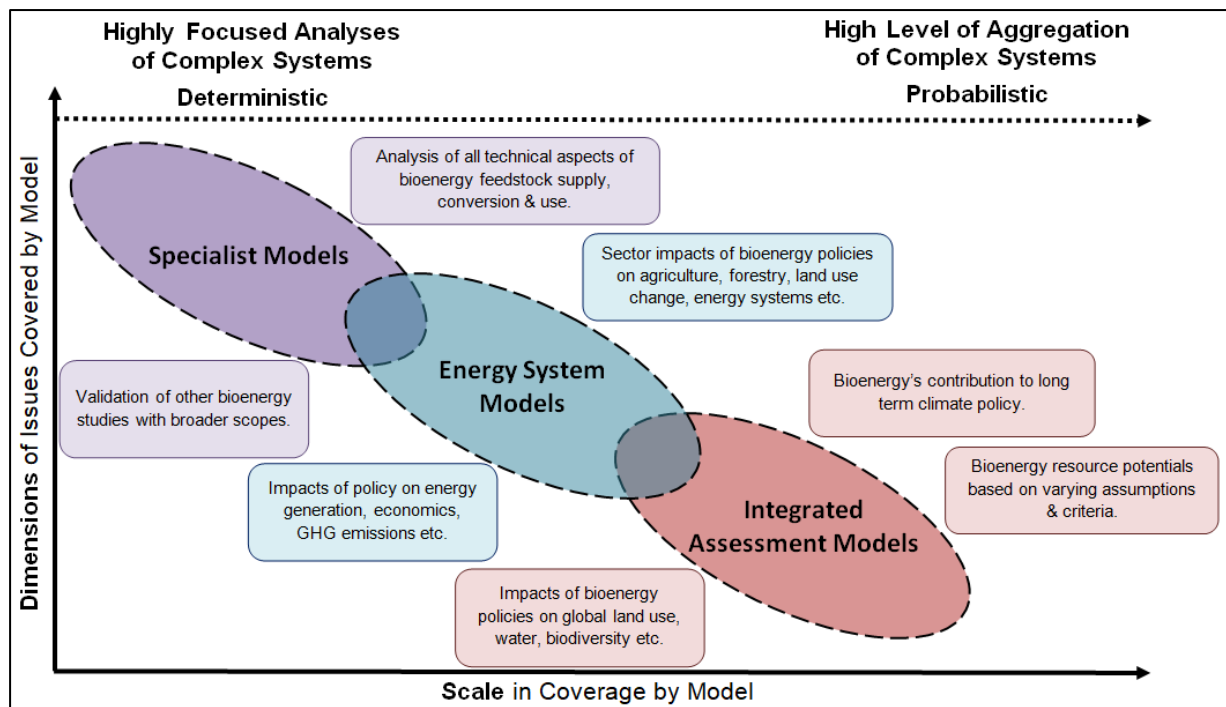 Highly Focused Analyses
of Complex Systems
High Level of Aggregation
of Complex Systems
Deterministic
Probabilistic
Dimensions of Issues Covered by Model
Analysis of all technical aspects of
bioenergy feedstock supply,
conversion & use.
Specialist Models
Sector impacts of bioenergy policies
on agriculture, forestry, land use
change, energy systems etc.
Validation of other bioenergy
studies with broader scopes.
Energy System
Models
Bioenergy’s contribution to long
term climate policy.
Impacts of policy on energy
generation, economics,
GHG emissions etc.
Bioenergy resource potentials
based on varying assumptions
& criteria.
Integrated
Assessment Models
Impacts of bioenergy
policies on global land use,
water, biodiversity etc.
Scale in Coverage by Model